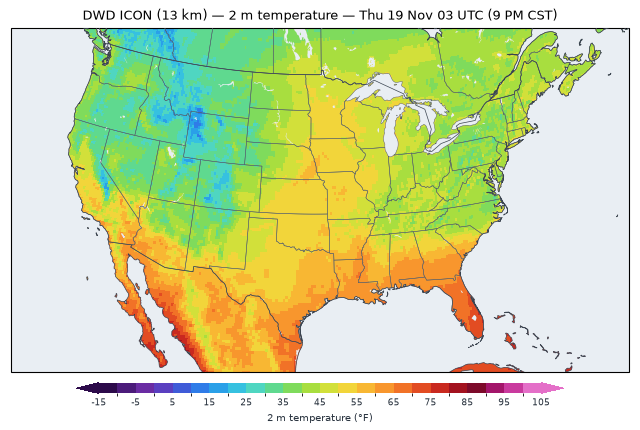 DWD ICON (13 km) — 2 m temperature — Thu 19 Nov 03 UTC (9 PM CST)
-15 -5 5 15 25 35 45 55 65 75 85 95 105
2 m temperature (°F)